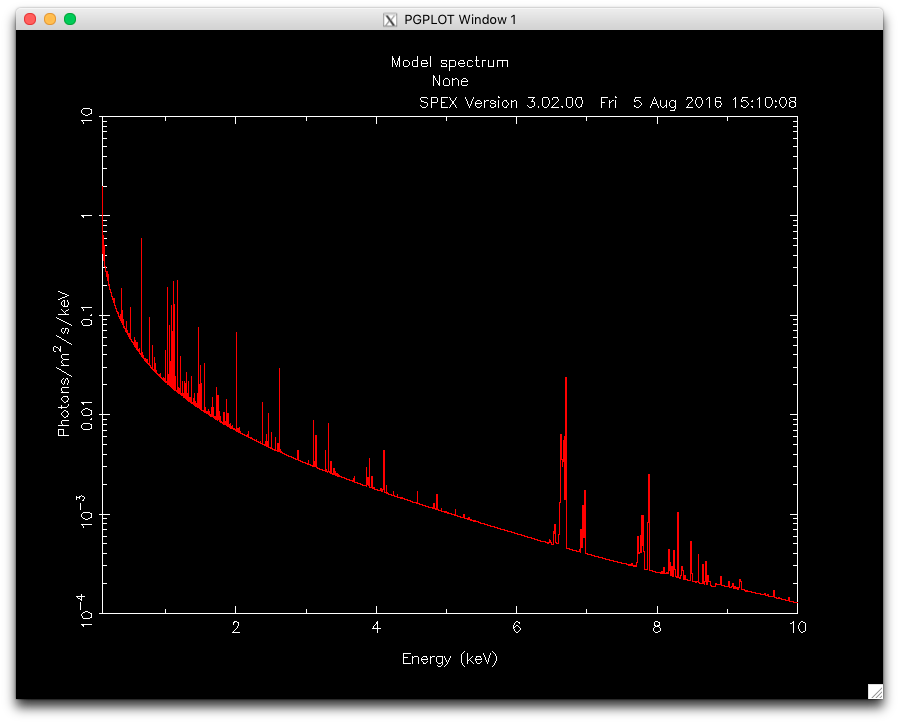 PGPLOT Window 1
Model spectrum
None
SPEX Version 3.02.00 Fri 5 Aug 2016 15:10:08
10
1
0.1
0.01
10⁻³
10⁻⁴
Photons/m²/s/keV
2 4 6 8 10
Energy (keV)